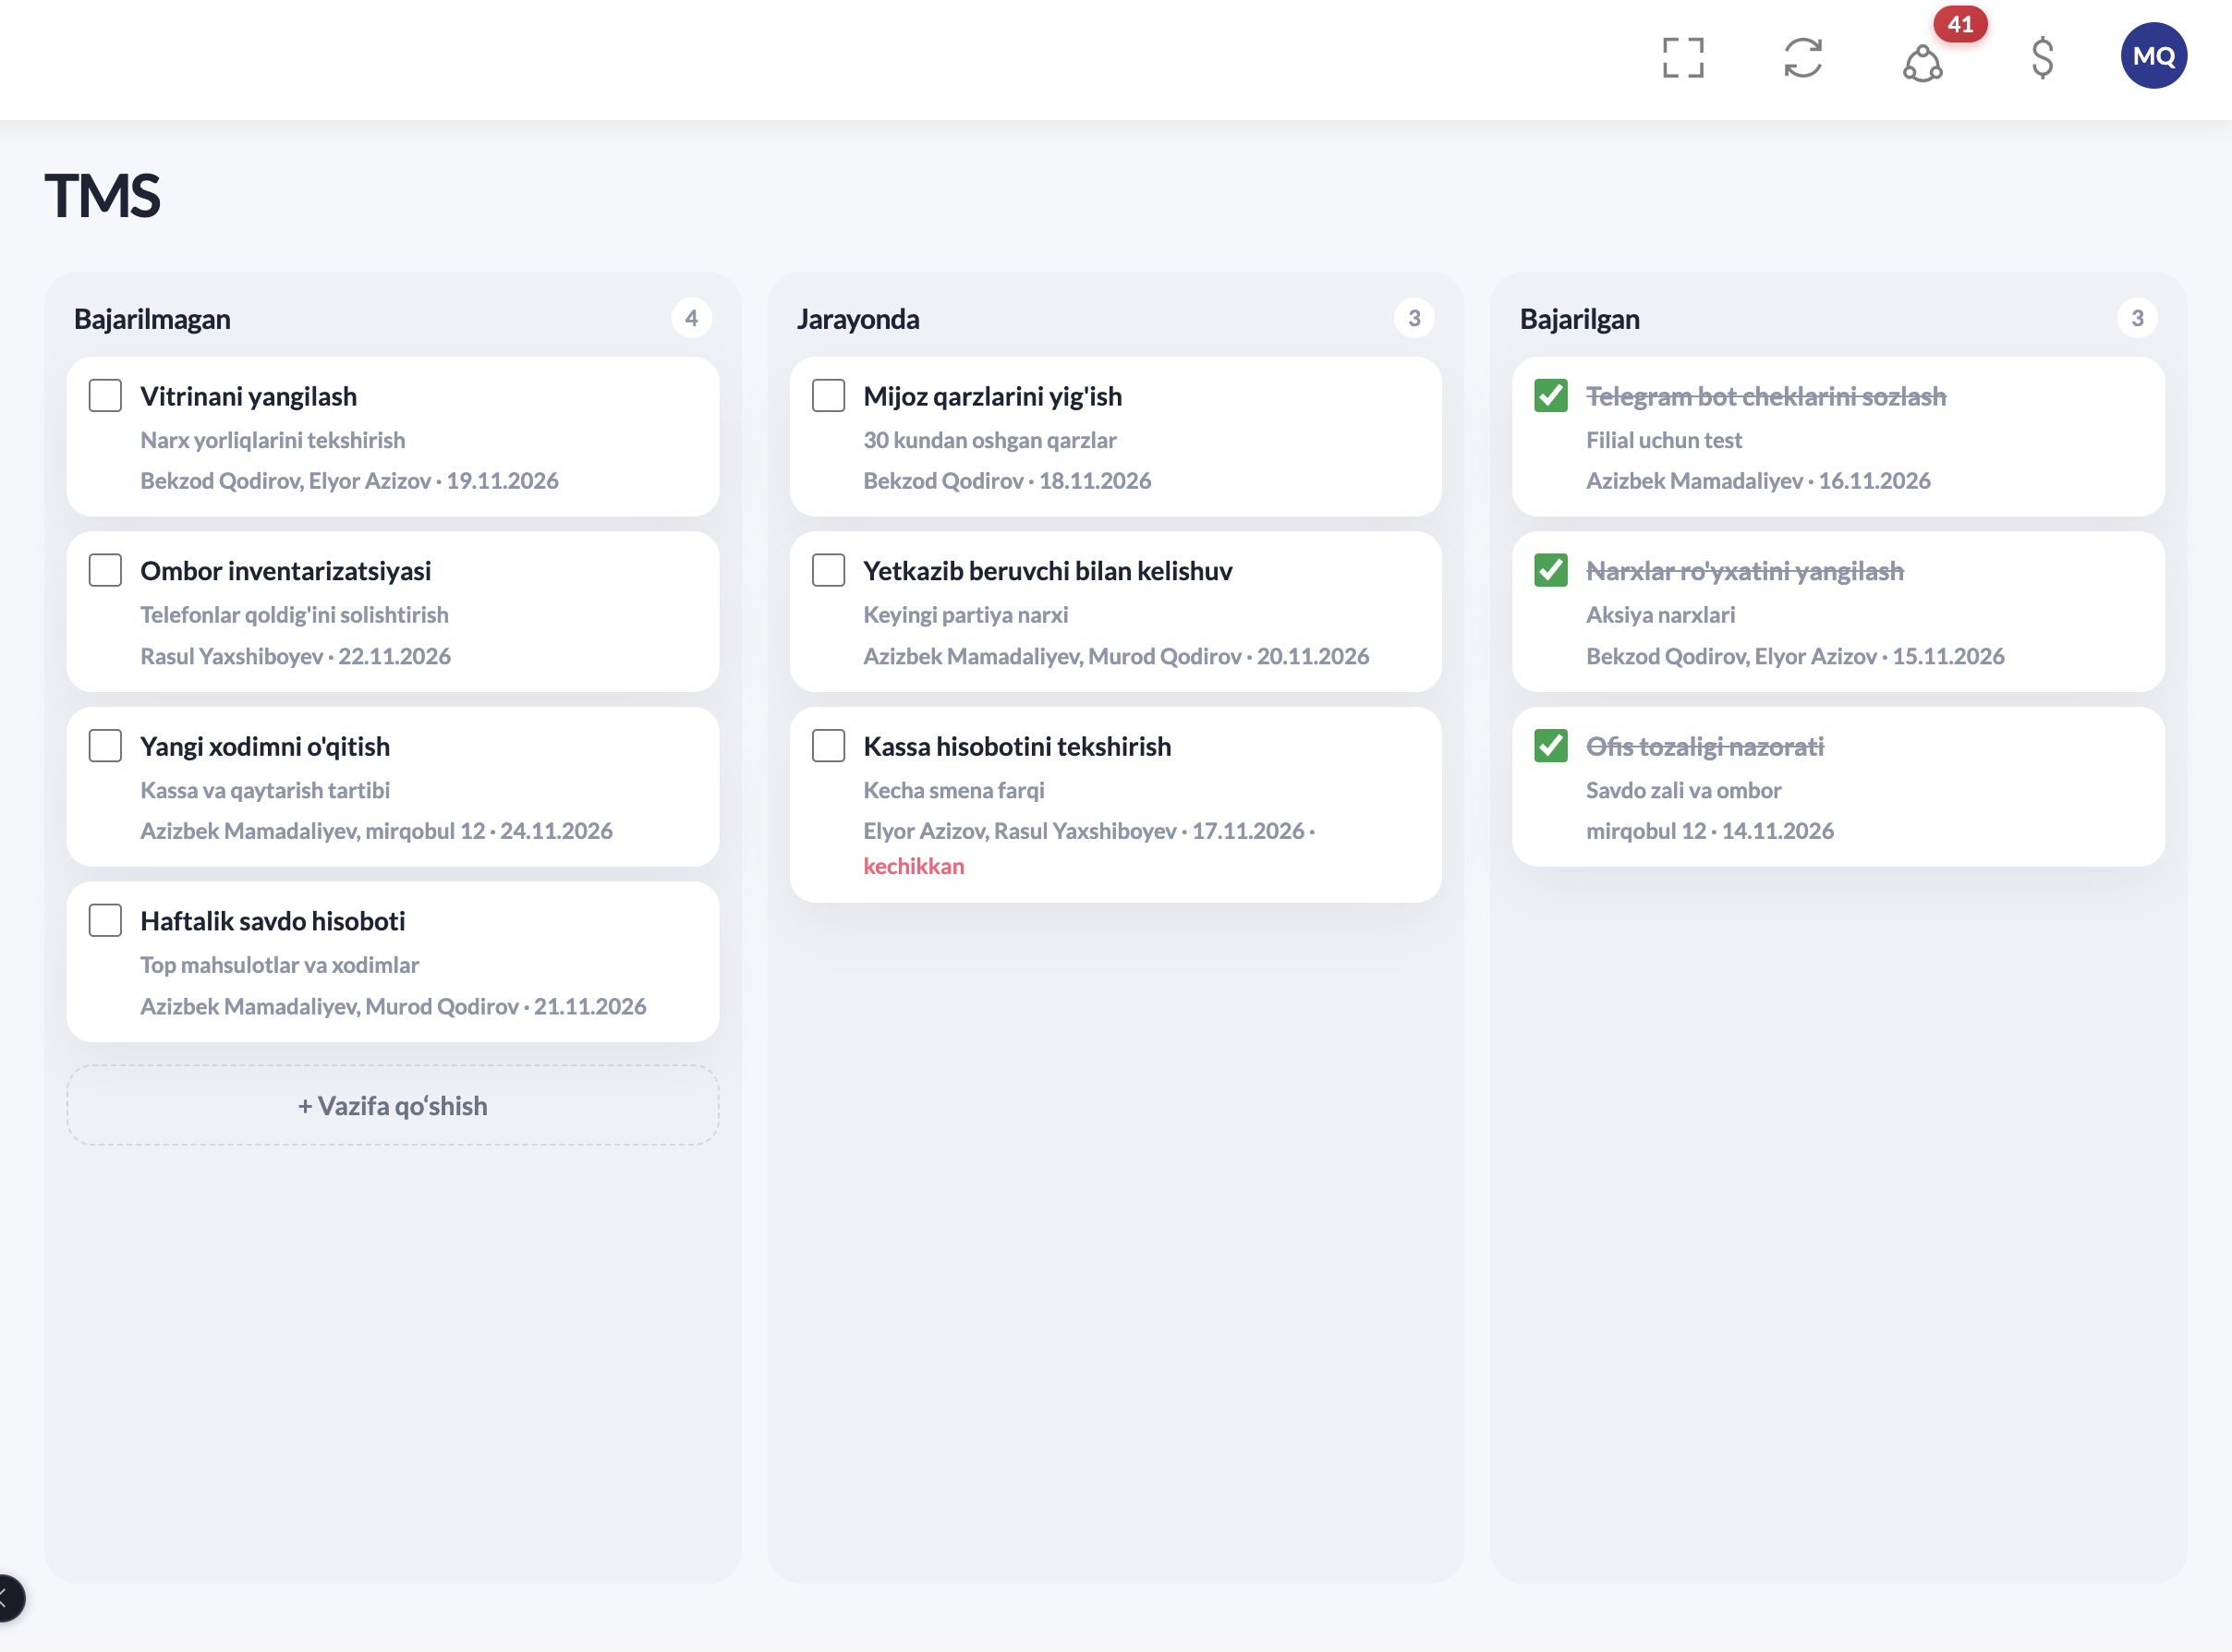 41
MQ
TMS
Bajarilmagan 4
Vitrinani yangilash
Narx yorliqlarini tekshirish
Bekzod Qodirov, Elyor Azizov · 19.11.2026
Ombor inventarizatsiyasi
Telefonlar qoldig'ini solishtirish
Rasul Yaxshiboyev · 22.11.2026
Yangi xodimni o'qitish
Kassa va qaytarish tartibi
Azizbek Mamadaliyev, mirqobul 12 · 24.11.2026
Haftalik savdo hisoboti
Top mahsulotlar va xodimlar
Azizbek Mamadaliyev, Murod Qodirov · 21.11.2026
+ Vazifa qo‘shish
Jarayonda 3
Mijoz qarzlarini yig'ish
30 kundan oshgan qarzlar
Bekzod Qodirov · 18.11.2026
Yetkazib beruvchi bilan kelishuv
Keyingi partiya narxi
Azizbek Mamadaliyev, Murod Qodirov · 20.11.2026
Kassa hisobotini tekshirish
Kecha smena farqi
Elyor Azizov, Rasul Yaxshiboyev · 17.11.2026 ·
kechikkan
Bajarilgan 3
Telegram bot cheklarini sozlash
Filial uchun test
Azizbek Mamadaliyev · 16.11.2026
Narxlar ro'yxatini yangilash
Aksiya narxlari
Bekzod Qodirov, Elyor Azizov · 15.11.2026
Ofis tozaligi nazorati
Savdo zali va ombor
mirqobul 12 · 14.11.2026